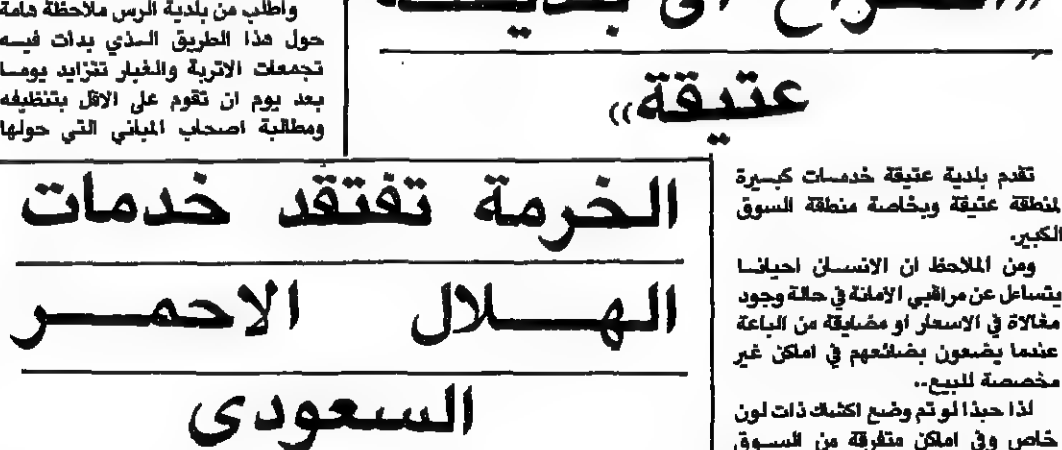 عتيقة»
تقدم بلدية عتيقة خدمات كبيرة
لمنطقة عتيقة وبخاصة منطقة السوق
الكبير.
ومن الملاحظ ان الانسان احيانا
يتساعل عن مراقبي الامانة في حالة وجود
مغالاة في الاسعار او مضايقة من الباعة
عندما يضعون بضائعهم في اماكن غير
مخصصة للبيع..
لذا حبذا لو تم وضع اكشاك ذات لون
خاص وفي اماكن متفرقة من السوق
واطلب من بلدية الرس ملاحظة هامة
حول هذا الطريق الذي بدات فيه
تجمعات الاتربة والغبار تتزايد يوما
بعد يوم ان تقوم على الاقل بتنظيفه
ومطالبة اصحاب المباني التي حولها
الخرمة تفتقد خدمات
الهلال الاحمر
السعودى